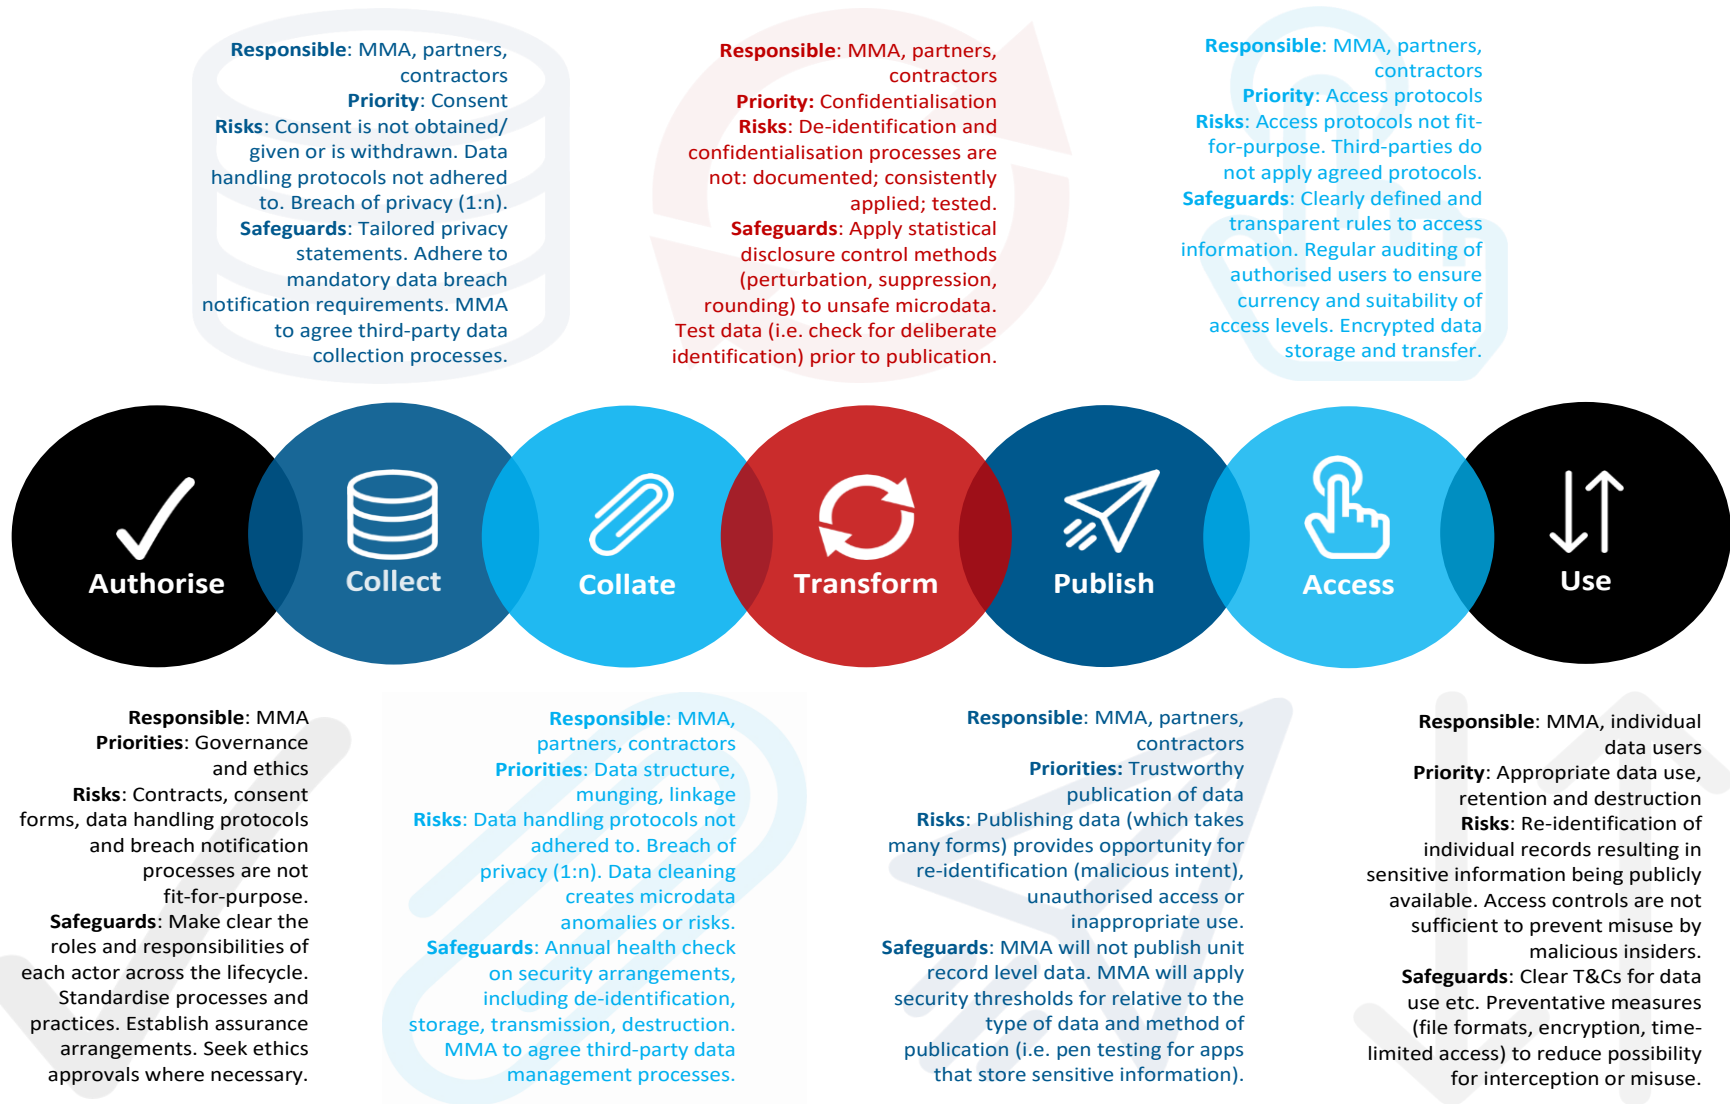 Responsible: MMA, partners,
contractors
Priority: Consent
Risks: Consent is not obtained/
given or is withdrawn. Data
handling protocols not adhered
to. Breach of privacy (1:n).
Safeguards: Tailored privacy
statements. Adhere to
mandatory data breach
notification requirements. MMA
to agree third-party data
collection processes.
Responsible: MMA, partners,
contractors
Priority: Confidentialisation
Risks: De-identification and
confidentialisation processes are
not: documented; consistently
applied; tested.
Safeguards: Apply statistical
disclosure control methods
(perturbation, suppression,
rounding) to unsafe microdata.
Test data (i.e. check for deliberate
identification) prior to publication.
Responsible: MMA, partners,
contractors
Priority: Access protocols
Risks: Access protocols not fit-
for-purpose. Third-parties do
not apply agreed protocols.
Safeguards: Clearly defined and
transparent rules to access
information. Regular auditing of
authorised users to ensure
currency and suitability of
access levels. Encrypted data
storage and transfer.
Authorise
Collect
Collate
Transform
Publish
Access
Use
Responsible: MMA
Priorities: Governance
and ethics
Risks: Contracts, consent
forms, data handling protocols
and breach notification
processes are not
fit-for-purpose.
Safeguards: Make clear the
roles and responsibilities of
each actor across the lifecycle.
Standardise processes and
practices. Establish assurance
arrangements. Seek ethics
approvals where necessary.
Responsible: MMA,
partners, contractors
Priorities: Data structure,
munging, linkage
Risks: Data handling protocols not
adhered to. Breach of
privacy (1:n). Data cleaning
creates microdata
anomalies or risks.
Safeguards: Annual health check
on security arrangements,
including de-identification,
storage, transmission, destruction.
MMA to agree third-party data
management processes.
Responsible: MMA, partners,
contractors
Priorities: Trustworthy
publication of data
Risks: Publishing data (which takes
many forms) provides opportunity for
re-identification (malicious intent),
unauthorised access or
inappropriate use.
Safeguards: MMA will not publish unit
record level data. MMA will apply
security thresholds for relative to the
type of data and method of
publication (i.e. pen testing for apps
that store sensitive information).
Responsible: MMA, individual
data users
Priority: Appropriate data use,
retention and destruction
Risks: Re-identification of
individual records resulting in
sensitive information being publicly
available. Access controls are not
sufficient to prevent misuse by
malicious insiders.
Safeguards: Clear T&Cs for data
use etc. Preventative measures
(file formats, encryption, time-
limited access) to reduce possibility
for interception or misuse.